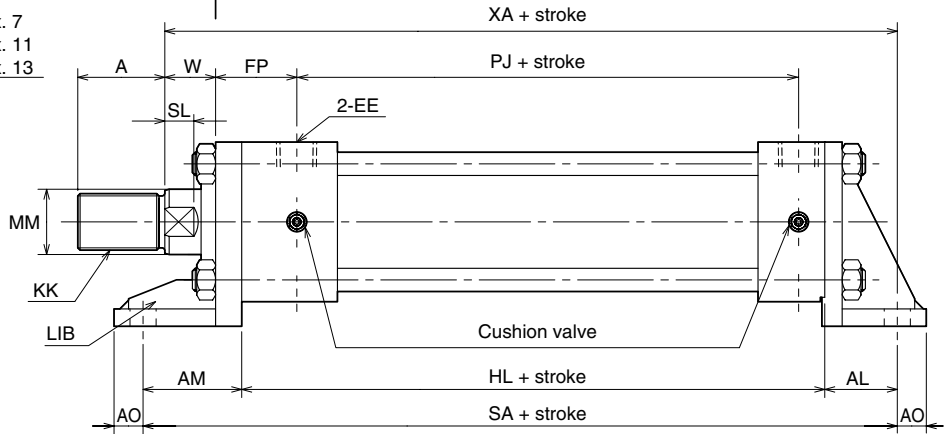 XA + stroke
x. 7
x. 11
x. 13
A
W
FP
PJ + stroke
SL
2-EE
MM
KK
LIB
Cushion valve
AM
HL + stroke
AL
AO
SA + stroke
AO